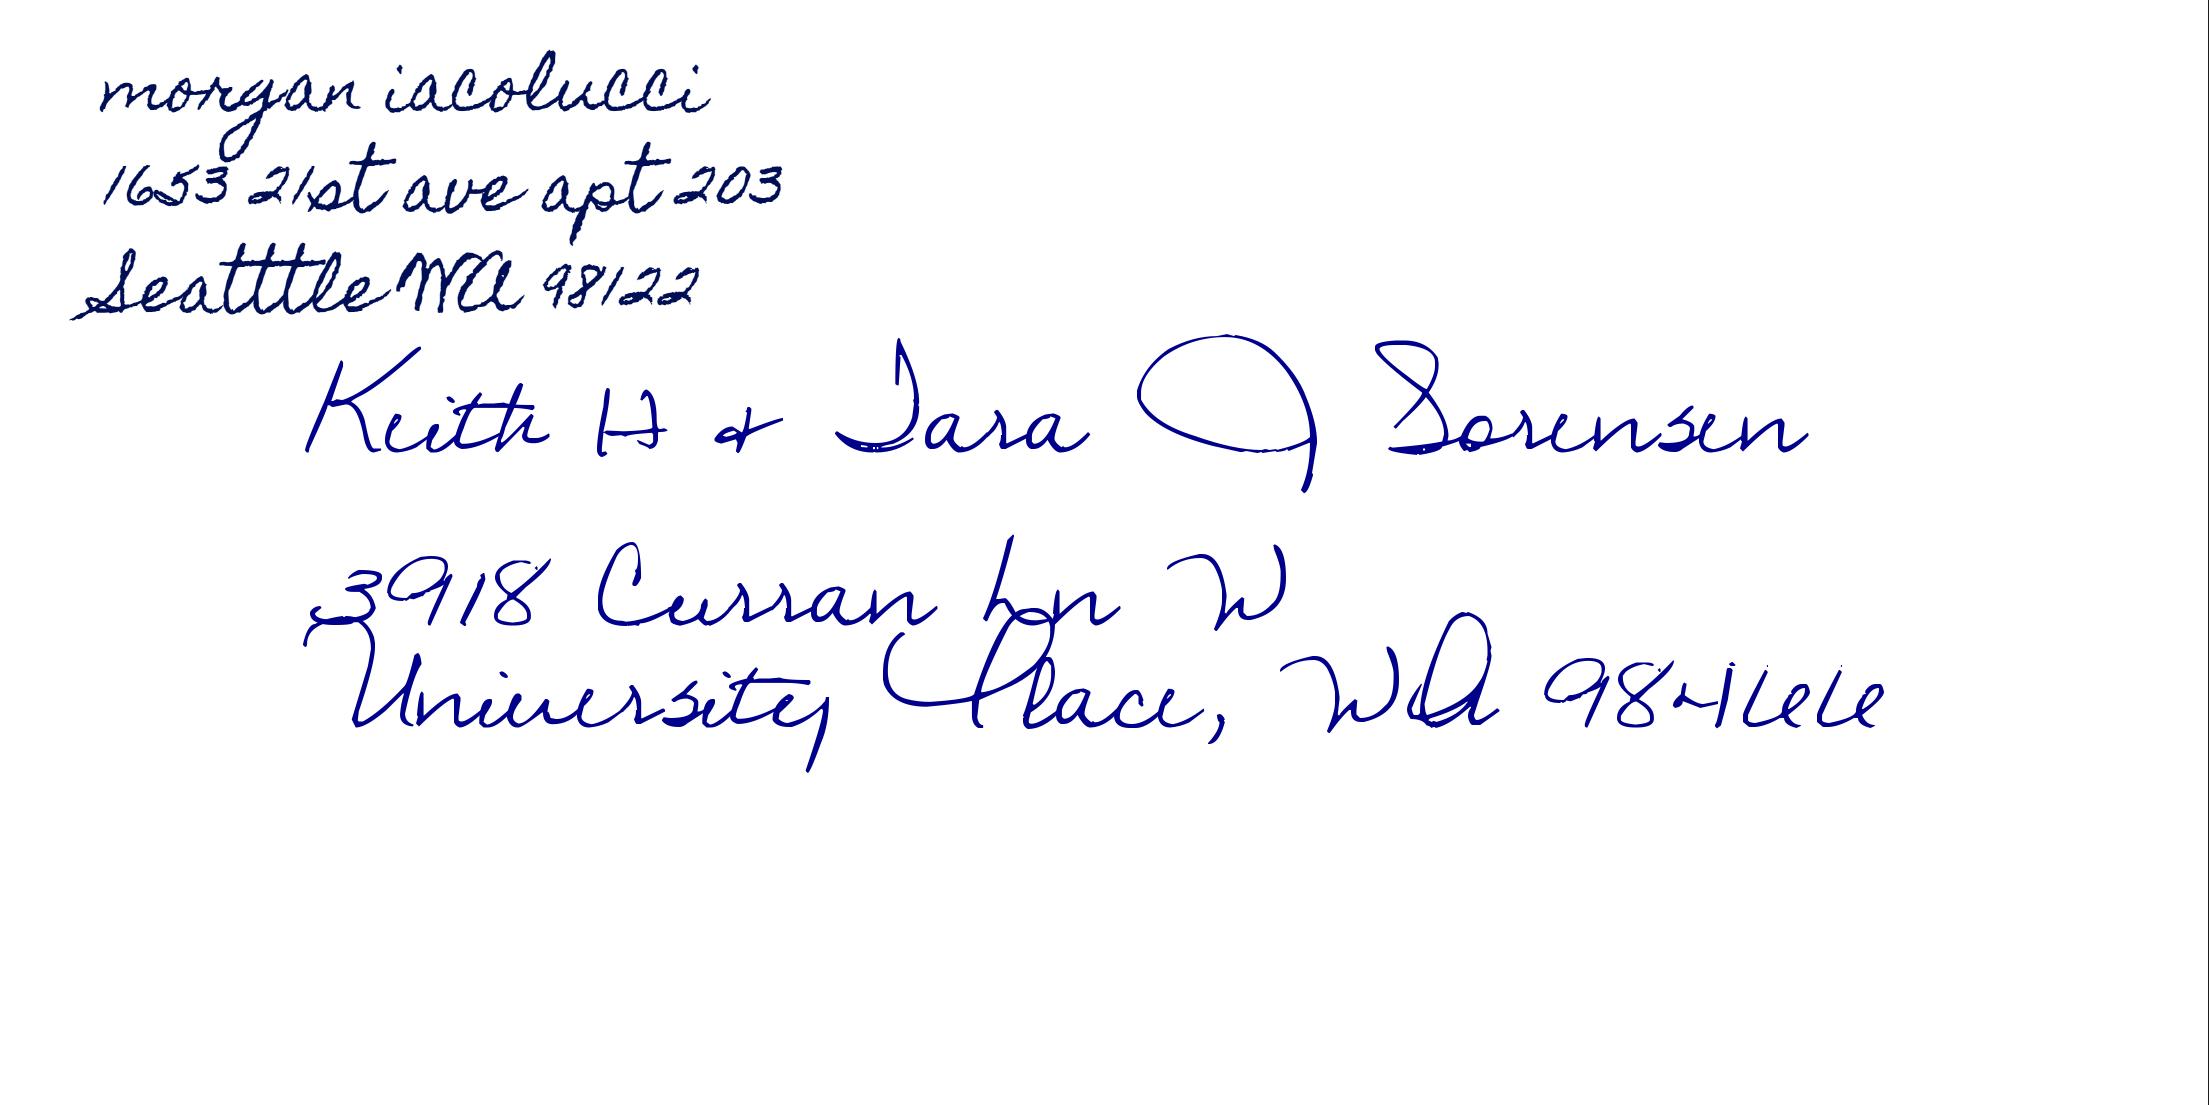 morgan iacolucci
1653 21st ave apt 203
Seatttle WA 98122
Keith H & Tara J Sorensen
3918 Curran Ln W
University Place, WA 98466